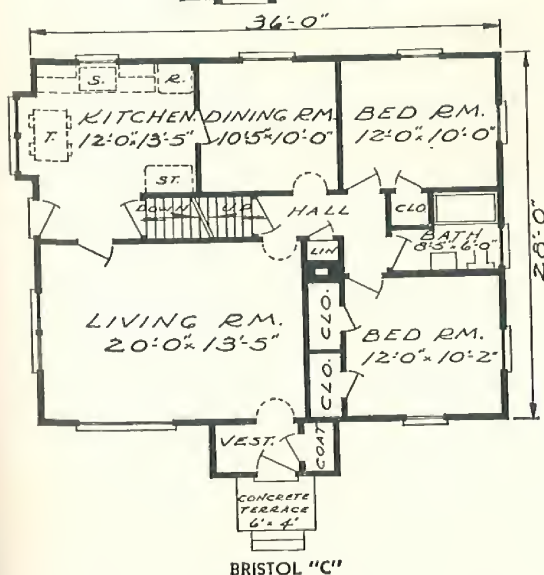 36'-0"
S.
R.
KITCHEN
12'-0"x13'-5"
T.
ST.
DINING RM.
10'-5"x10'-0"
BED RM.
12'-0"x10'-0"
DOWN
UP
HALL
CLO.
BATH
8'-5"x6'-0"
LIN
28'-0"
LIVING RM.
20'-0"x13'-5"
CLO.
CLO.
BED RM.
12'-0"x10'-2"
VEST.
COAT
CONCRETE
TERRACE
6'x4'
BRISTOL "C"